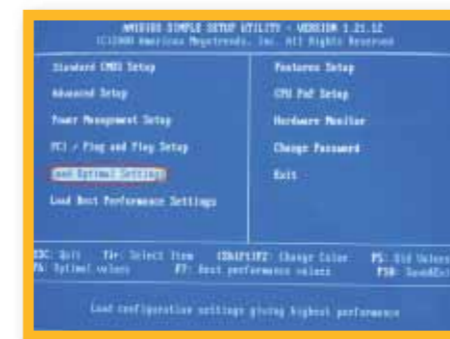 AMIBIOS SIMPLE SETUP UTILITY - VERSION 1.21.12
(C)2000 American Megatrends, Inc. All Rights Reserved
Standard CMOS Setup
Features Setup
Advanced Setup
CPU PnP Setup
Power Management Setup
Hardware Monitor
PCI / Plug and Play Setup
Change Password
Load Optimal Settings
Exit
Load Best Performance Settings
ESC: Quit Select Item (Shift)F2: Change Color F5: Old Values
F6: Optimal values F7: Best performance values F10: Save&Exit
Load configuration settings giving highest performance